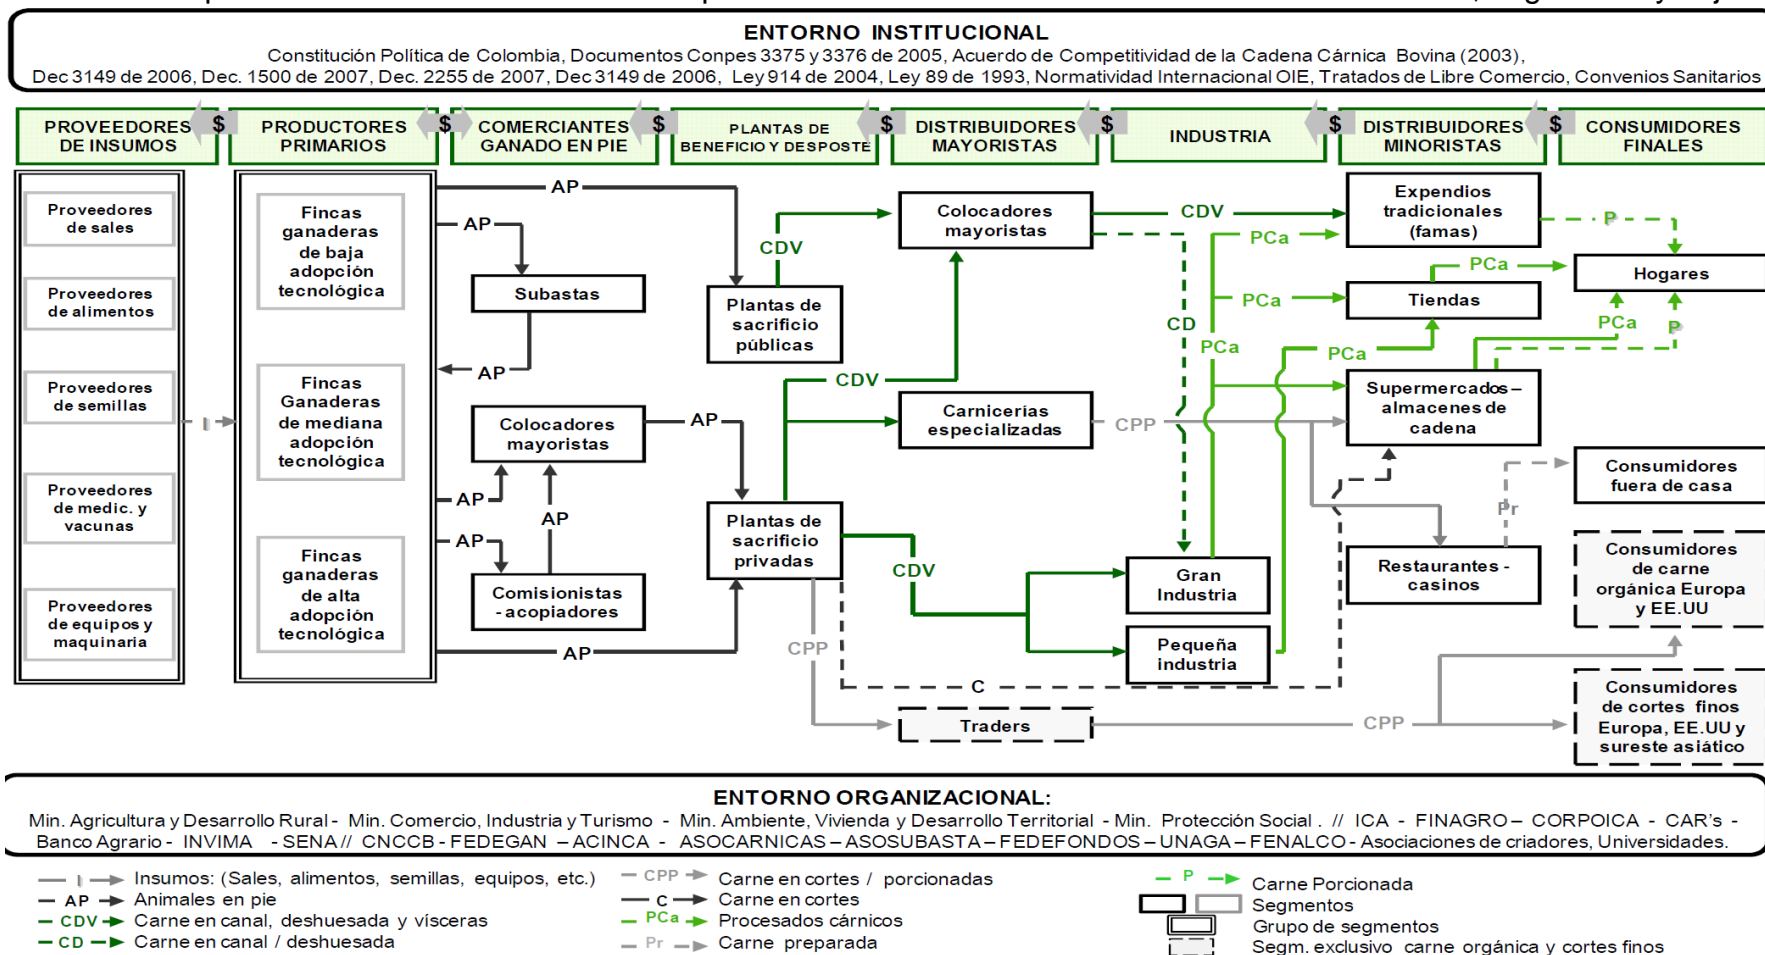 ENTORNO INSTITUCIONAL
Constitución Política de Colombia, Documentos Conpes 3375 y 3376 de 2005, Acuerdo de Competitividad de la Cadena Cárnica Bovina (2003),
Dec 3149 de 2006, Dec. 1500 de 2007, Dec. 2255 de 2007, Dec 3149 de 2006, Ley 914 de 2004, Ley 89 de 1993, Normatividad Internacional OIE, Tratados de Libre Comercio, Convenios Sanitarios
PROVEEDORES
DE INSUMOS
$
PRODUCTORES
PRIMARIOS
$
COMERCIANTES
GANADO EN PIE
$
PLANTAS DE
BENEFICIO Y DESPOSTE
$
DISTRIBUIDORES
MAYORISTAS
$
INDUSTRIA
$
DISTRIBUIDORES
MINORISTAS
$
CONSUMIDORES
FINALES
Proveedores
de sales
Proveedores
de alimentos
Proveedores
de semillas
Proveedores
de medic. y
vacunas
Proveedores
de equipos y
maquinaria
I
Fincas
ganaderas
de baja
adopción
tecnológica
Fincas
Ganaderas
de mediana
adopción
tecnológica
Fincas
ganaderas
de alta
adopción
tecnológica
AP
AP
Subastas
AP
Colocadores
mayoristas
AP
AP
AP
AP
Comisionistas
- acopiadores
AP
Plantas de
sacrificio
públicas
Plantas de
sacrificio
privadas
CDV
CDV
CDV
CPP
C
Colocadores
mayoristas
Carnicerías
especializadas
Traders
CDV
CD
CPP
CPP
Gran
Industria
Pequeña
industria
PCa
PCa
PCa
PCa
Expendios
tradicionales
(famas)
Tiendas
Supermercados –
almacenes de
cadena
Restaurantes -
casinos
P
PCa
PCa
P
Pr
Hogares
Consumidores
fuera de casa
Consumidores
de carne
orgánica Europa
y EE.UU
Consumidores
de cortes finos
Europa, EE.UU y
sureste asiático
ENTORNO ORGANIZACIONAL:
Min. Agricultura y Desarrollo Rural - Min. Comercio, Industria y Turismo - Min. Ambiente, Vivienda y Desarrollo Territorial - Min. Protección Social . // ICA - FINAGRO – CORPOICA - CAR's -
Banco Agrario - INVIMA - SENA // CNCCB - FEDEGAN – ACINCA - ASOCARNICAS – ASOSUBASTA – FEDEFONDOS – UNAGA – FENALCO - Asociaciones de criadores, Universidades.
I Insumos: (Sales, alimentos, semillas, equipos, etc.)
AP Animales en pie
CDV Carne en canal, deshuesada y vísceras
CD Carne en canal / deshuesada
CPP Carne en cortes / porcionadas
C Carne en cortes
PCa Procesados cárnicos
Pr Carne preparada
P Carne Porcionada
Segmentos
Grupo de segmentos
Segm. exclusivo carne orgánica y cortes finos